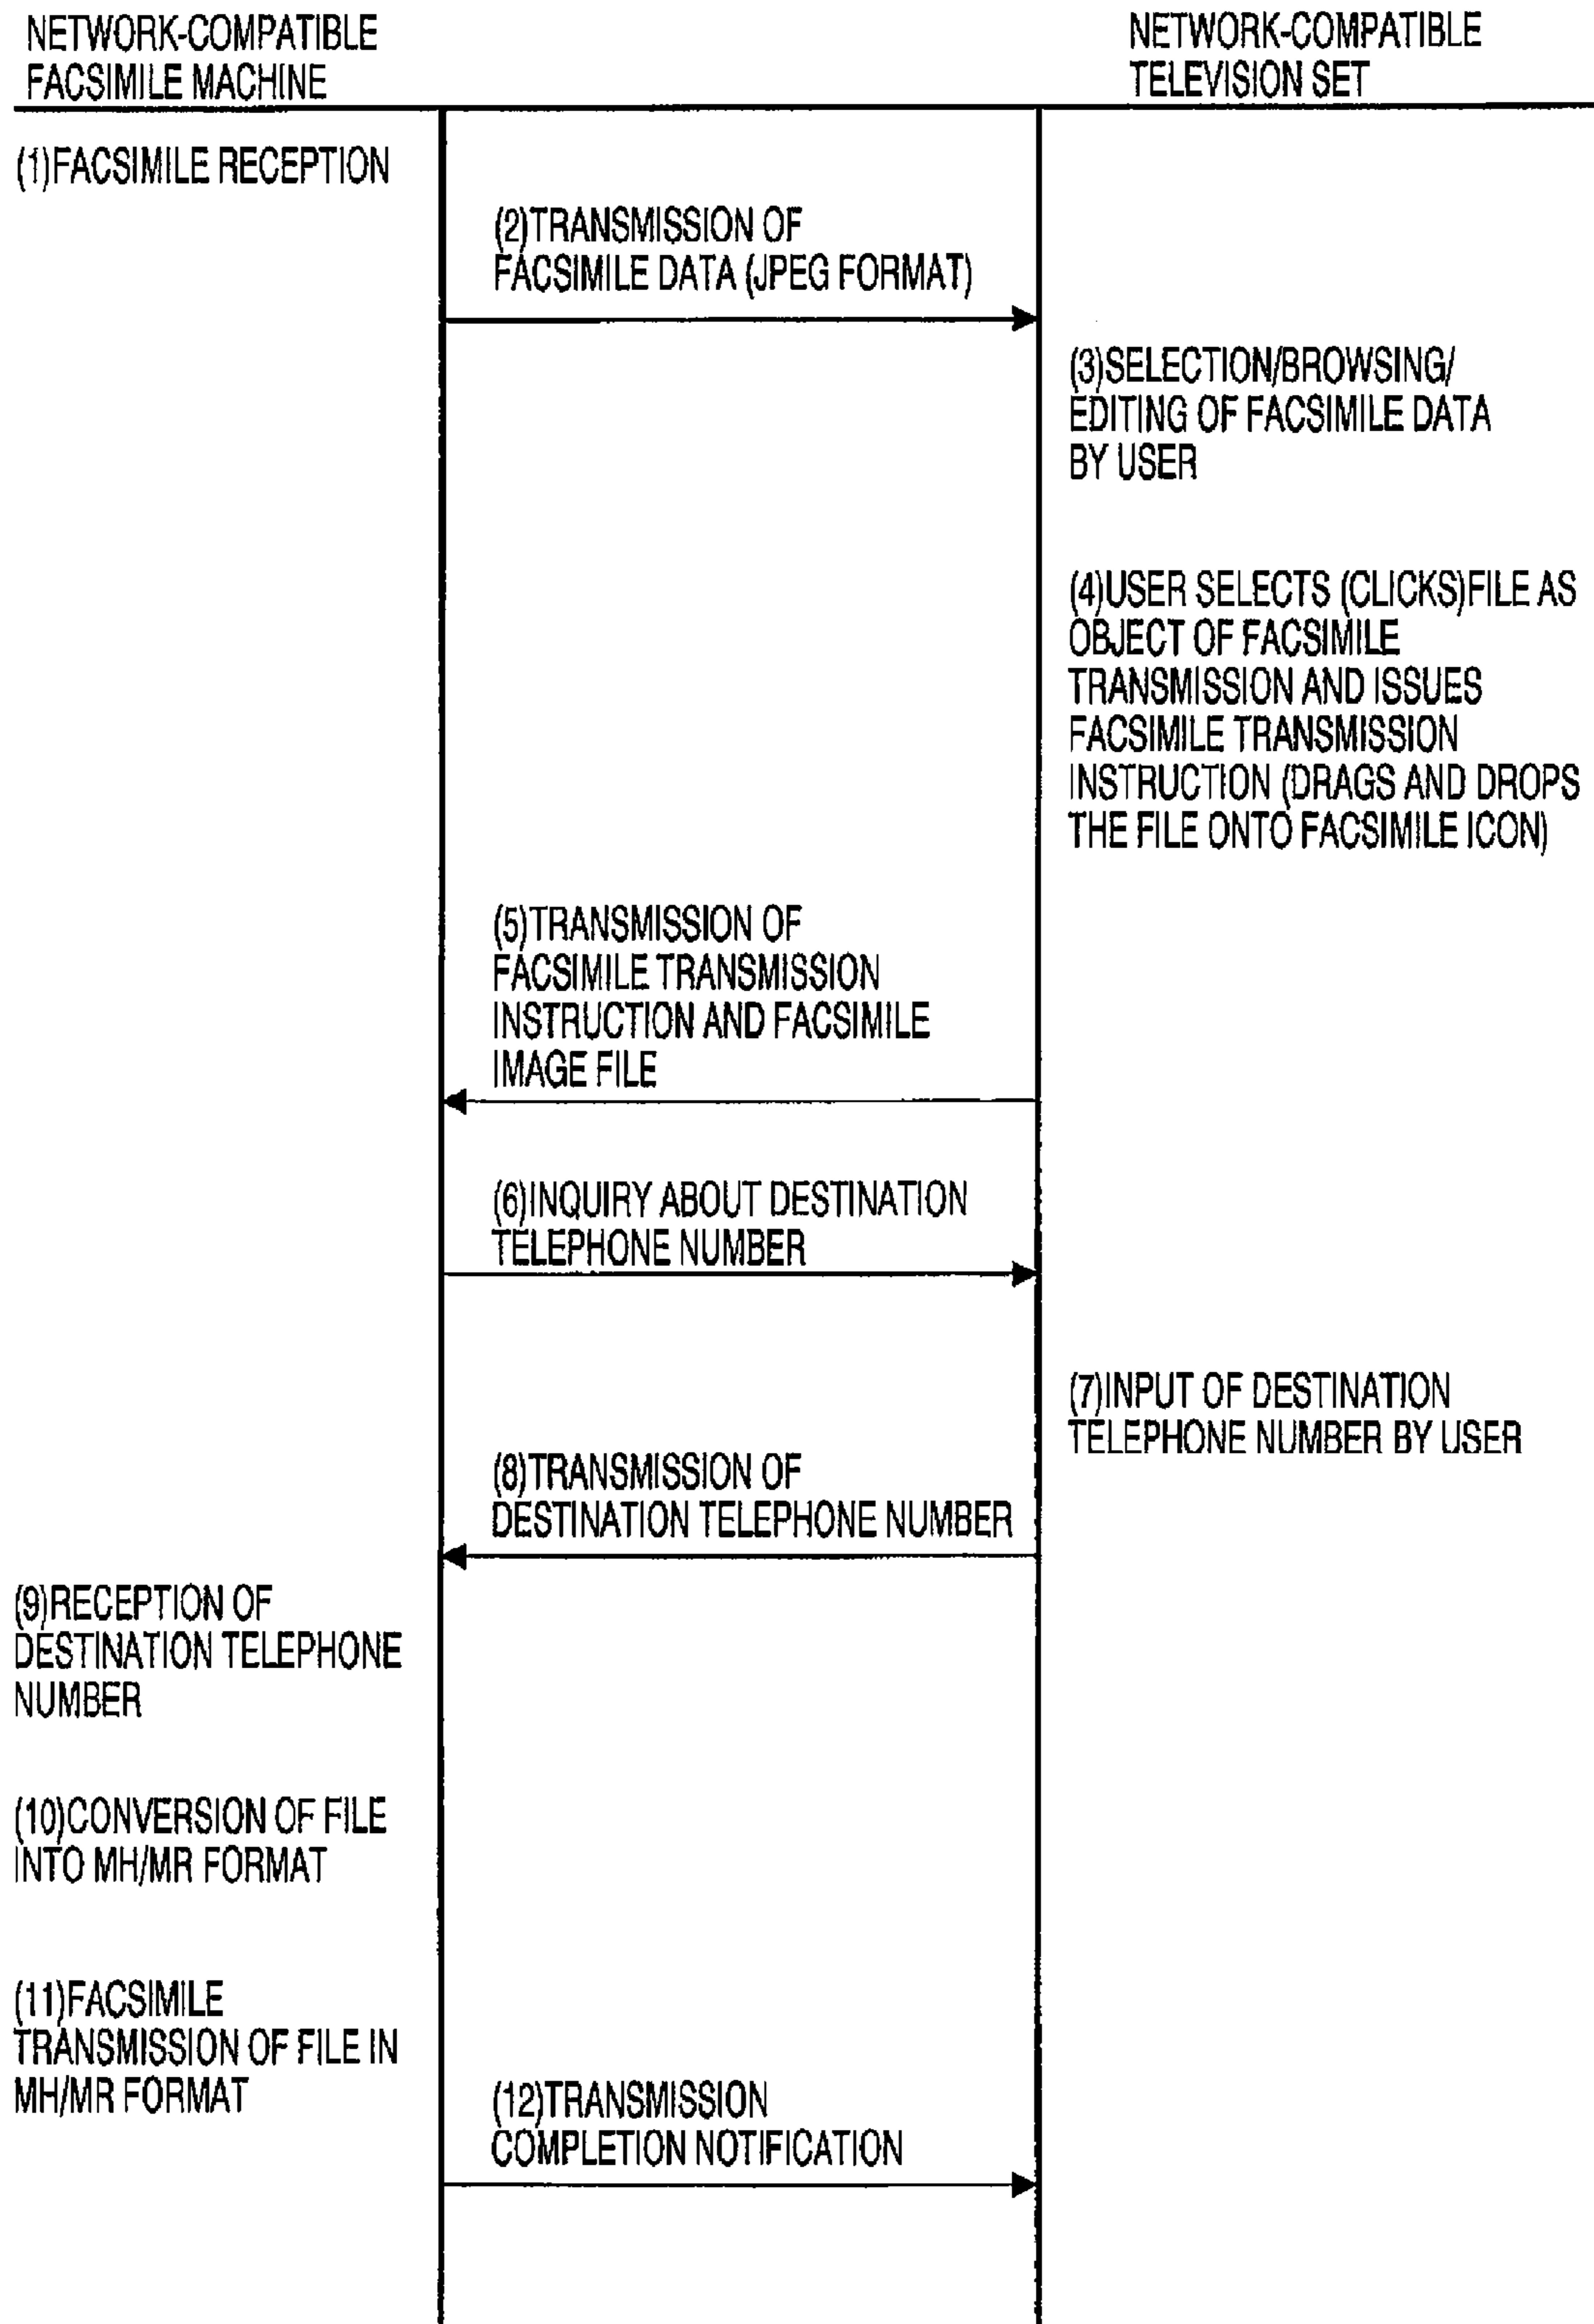 NETWORK-COMPATIBLE
FACSIMILE MACHINE
NETWORK-COMPATIBLE
TELEVISION SET
(1)FACSIMILE RECEPTION
(2)TRANSMISSION OF
FACSIMILE DATA (JPEG FORMAT)
(3)SELECTION/BROWSING/
EDITING OF FACSIMILE DATA
BY USER
(4)USER SELECTS (CLICKS)FILE AS
OBJECT OF FACSIMILE
TRANSMISSION AND ISSUES
FACSIMILE TRANSMISSION
INSTRUCTION (DRAGS AND DROPS
THE FILE ONTO FACSIMILE ICON)
(5)TRANSMISSION OF
FACSIMILE TRANSMISSION
INSTRUCTION AND FACSIMILE
IMAGE FILE
(6)INQUIRY ABOUT DESTINATION
TELEPHONE NUMBER
(7)INPUT OF DESTINATION
TELEPHONE NUMBER BY USER
(8)TRANSMISSION OF
DESTINATION TELEPHONE NUMBER
(9)RECEPTION OF
DESTINATION TELEPHONE
NUMBER
(10)CONVERSION OF FILE
INTO MH/MR FORMAT
(11)FACSIMILE
TRANSMISSION OF FILE IN
MH/MR FORMAT
(12)TRANSMISSION
COMPLETION NOTIFICATION